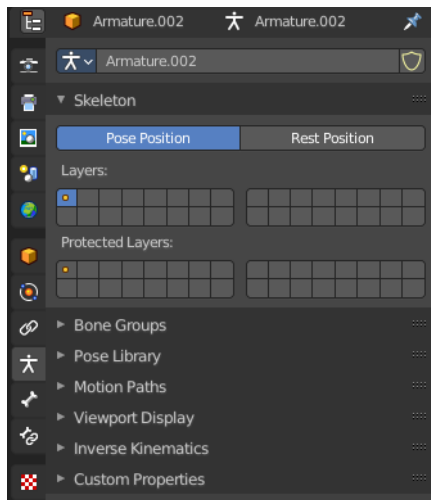 Armature.002 Armature.002
Armature.002
Skeleton
Pose Position Rest Position
Layers:
Protected Layers:
Bone Groups
Pose Library
Motion Paths
Viewport Display
Inverse Kinematics
Custom Properties